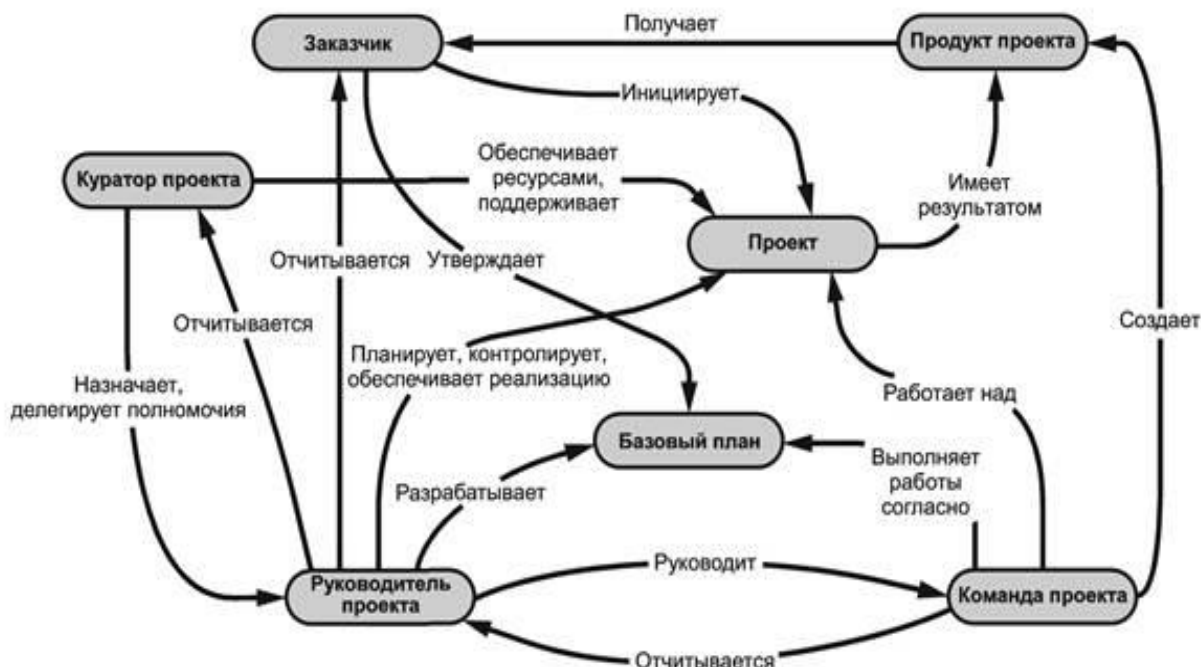 Получает
Заказчик
Продукт проекта
Инициирует
Обеспечивает
ресурсами,
поддерживает
Куратор проекта
Имеет
результатом
Проект
Отчитывается
Утверждает
Отчитывается
Создает
Планирует, контролирует,
обеспечивает реализацию
Назначает,
делегирует полномочия
Работает над
Базовый план
Выполняет
работы
согласно
Разрабатывает
Руководит
Руководитель
проекта
Команда проекта
Отчитывается